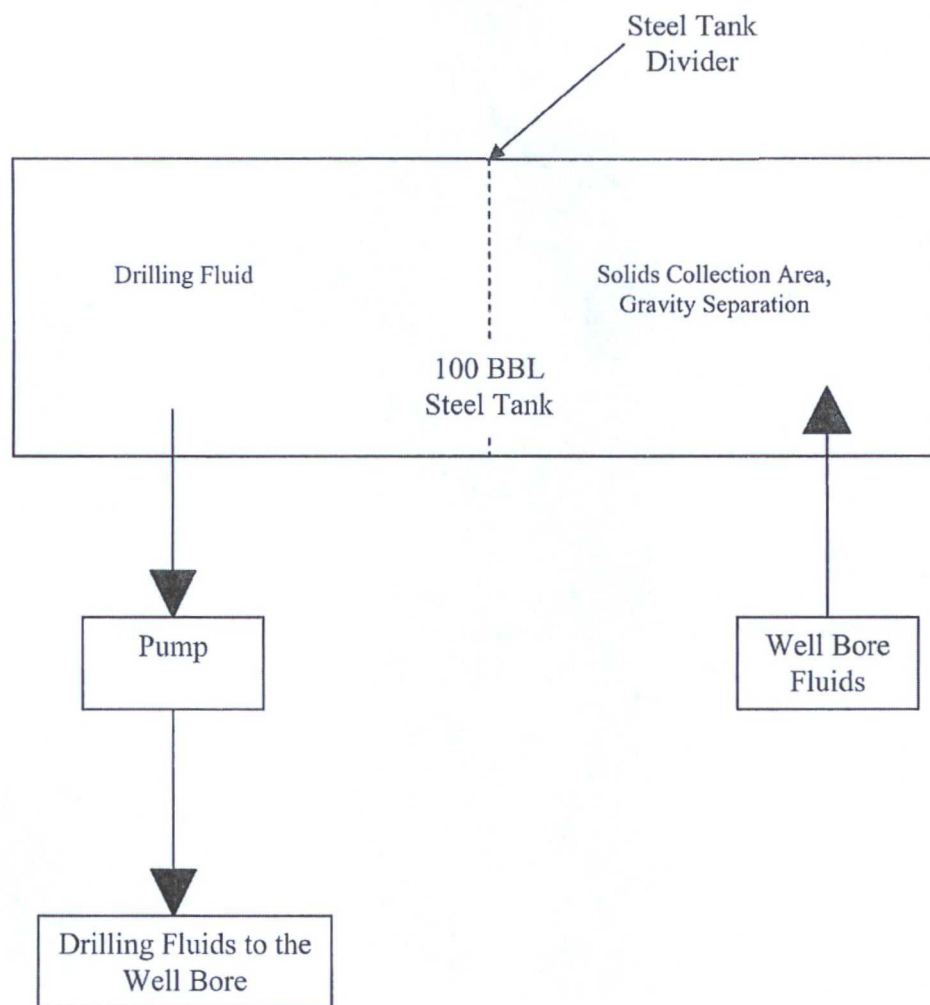 Steel Tank
Divider
Drilling Fluid
Solids Collection Area,
Gravity Separation
100 BBL
Steel Tank
Pump
Well Bore
Fluids
Drilling Fluids to the
Well Bore